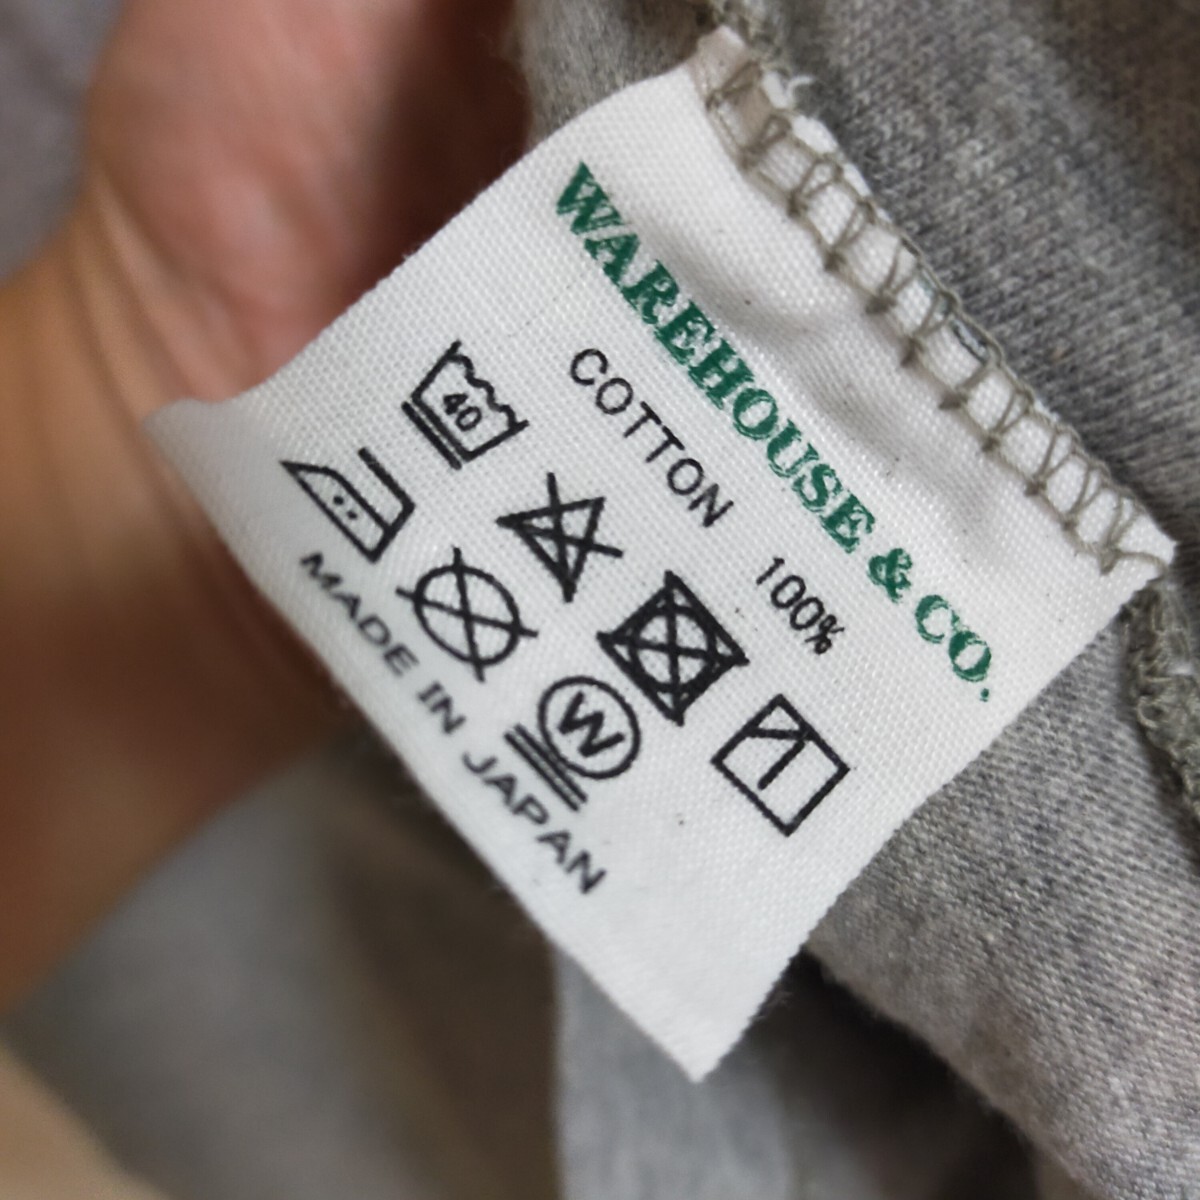 WAREHOUSE & CO.
COTTON 100%
40
W
MADE IN JAPAN